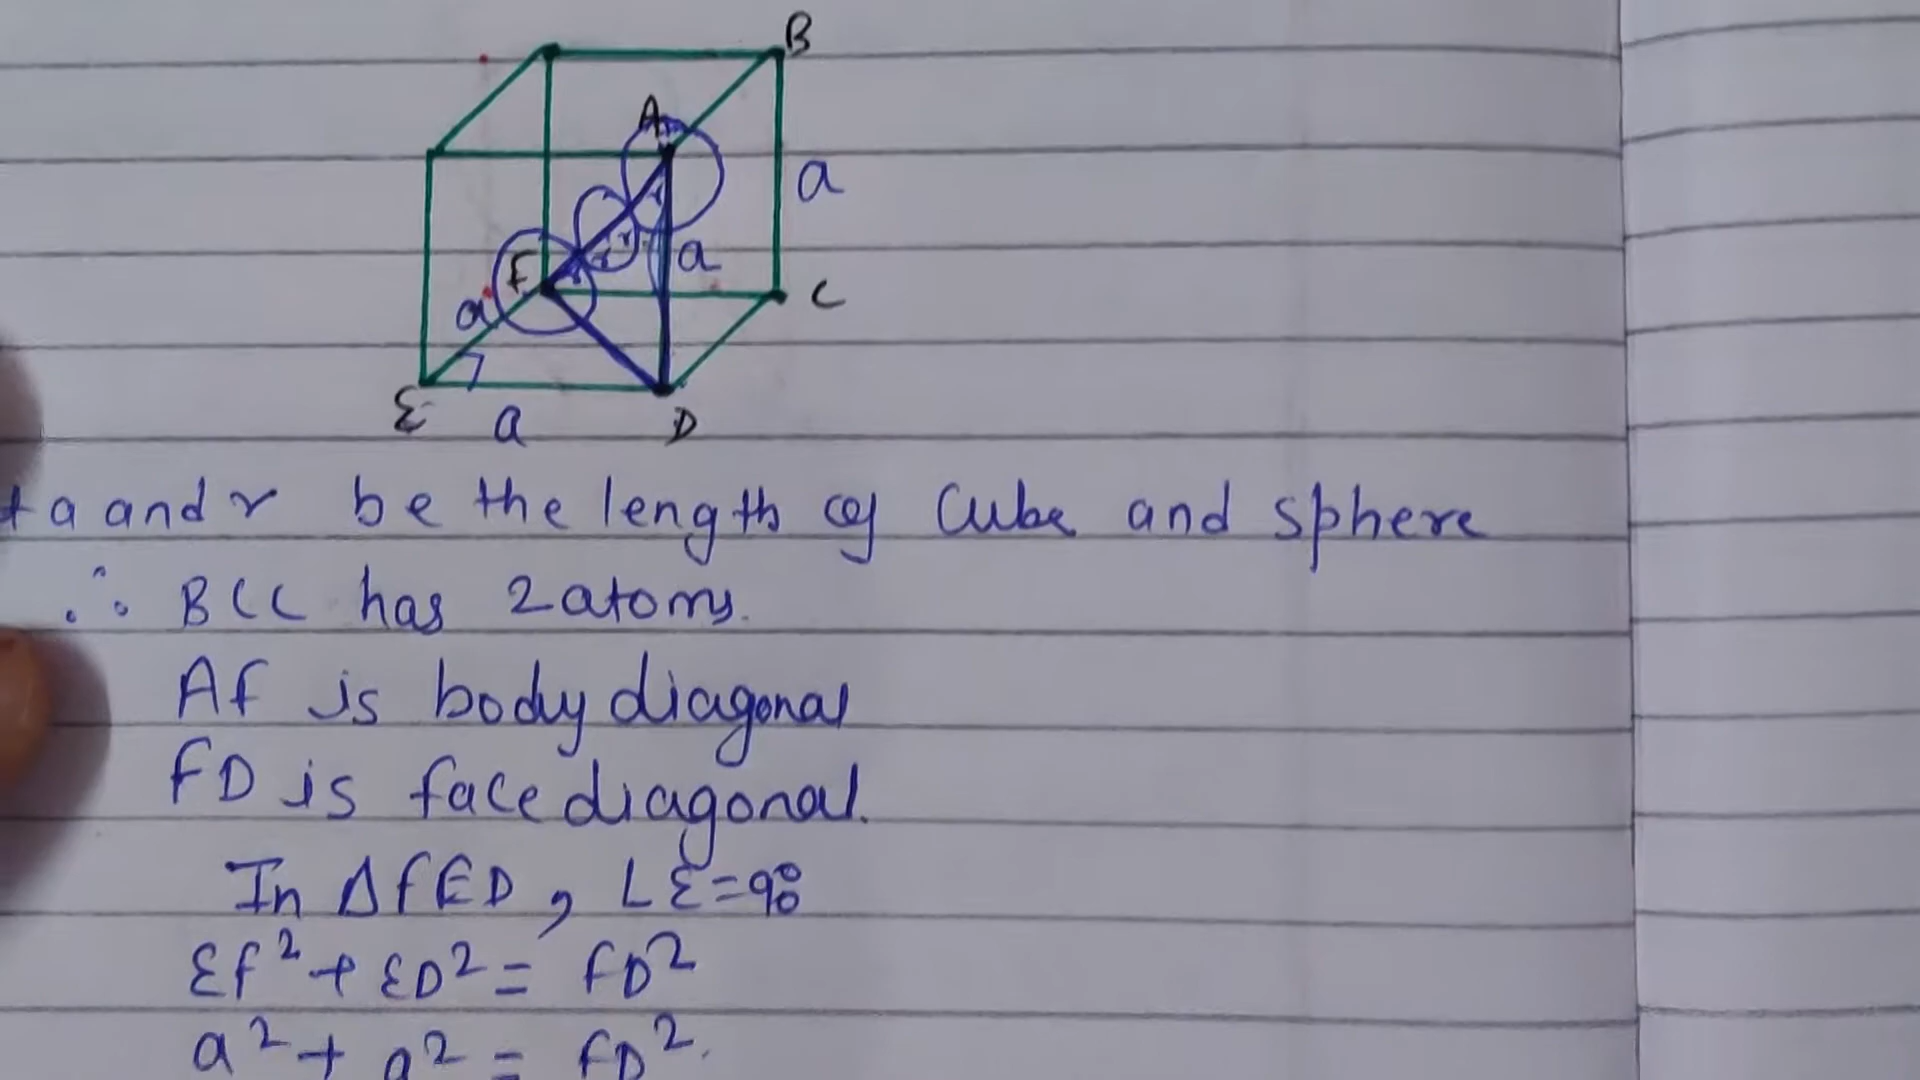 B
A
a
r
F
r
r
a
a
C
E
a
D
a and r be the length of Cube and sphere
∴ BCC has 2 atoms.
Af is body diagonal
FD is face diagonal.
In ΔfED, LE=90
Ef²+ED² = fD²
a²+ a² = fD².